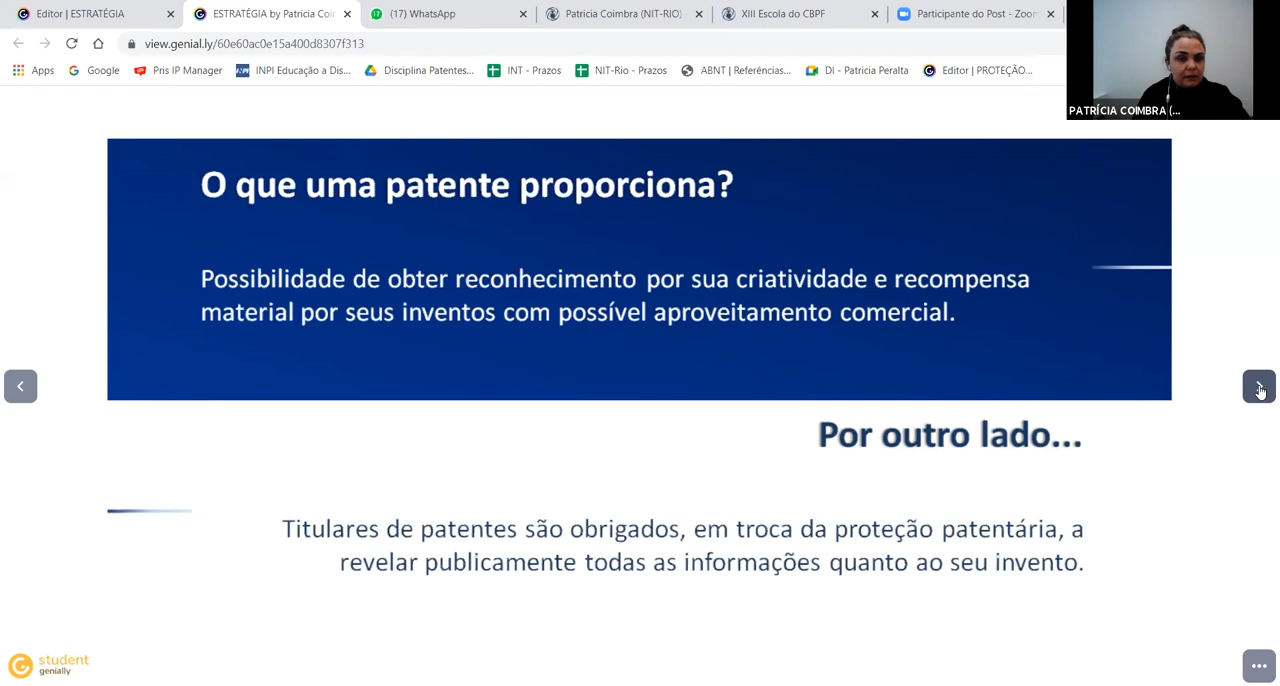 Editor | ESTRATÉGIA
ESTRATÉGIA by Patricia Coi
(17) WhatsApp
Patricia Coimbra (NIT-RIO)
XIII Escola do CBPF
Participante do Post - Zoom
view.genial.ly/60e60ac0e15a400d8307f313
Apps
Google
Pris IP Manager
INPI Educação a Dis...
Disciplina Patentes...
INT - Prazos
NIT-Rio - Prazos
ABNT | Referências...
DI - Patricia Peralta
Editor | PROTEÇÃO...
PATRÍCIA COIMBRA (...
O que uma patente proporciona?
Possibilidade de obter reconhecimento por sua criatividade e recompensa
material por seus inventos com possível aproveitamento comercial.
Por outro lado...
Titulares de patentes são obrigados, em troca da proteção patentária, a
revelar publicamente todas as informações quanto ao seu invento.
student
genially